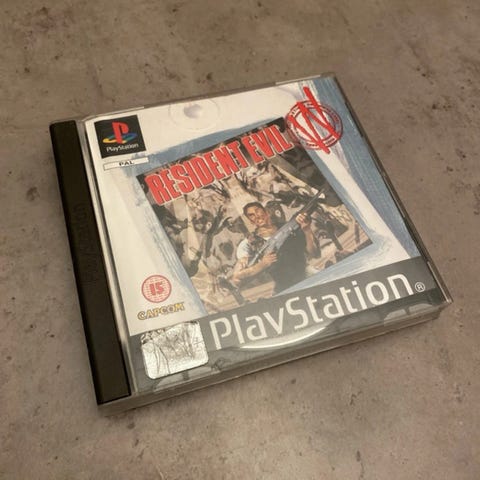 PlayStation
PAL
RESIDENT EVIL
15
CAPCOM
PlayStation®